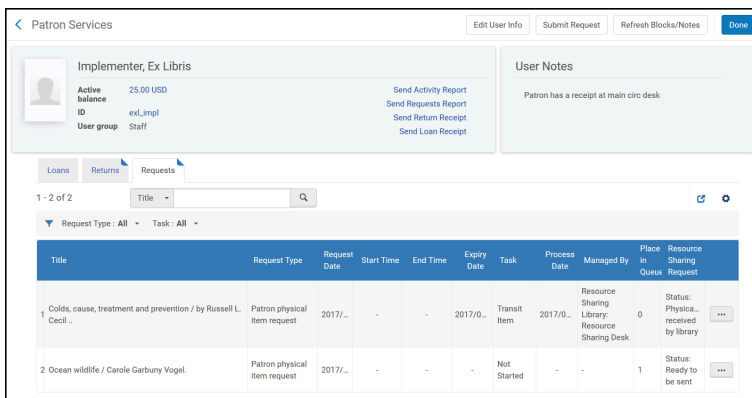 Patron Services
Edit User Info
Submit Request
Refresh Blocks/Notes
Done
Implementer, Ex Libris
Active balance 25.00 USD
ID exl_impl
User group Staff
Send Activity Report
Send Requests Report
Send Return Receipt
Send Loan Receipt
User Notes
Patron has a receipt at main circ desk
Loans Returns Requests
1 - 2 of 2 Title
Request Type : All Task : All
Title Request Type Request Date Start Time End Time Expiry Date Task Process Date Managed By Place in Queue Resource Sharing Request
1 Colds, cause, treatment and prevention / by Russell L. Cecil .. Patron physical item request 2017/... - - 2017/0... Transit Item 2017/0... Resource Sharing Library: Resource Sharing Desk 0 Status: Physica... received by library ...
2 Ocean wildlife / Carole Garbuny Vogel. Patron physical item request 2017/... - - - Not Started - - 1 Status: Ready to be sent ...